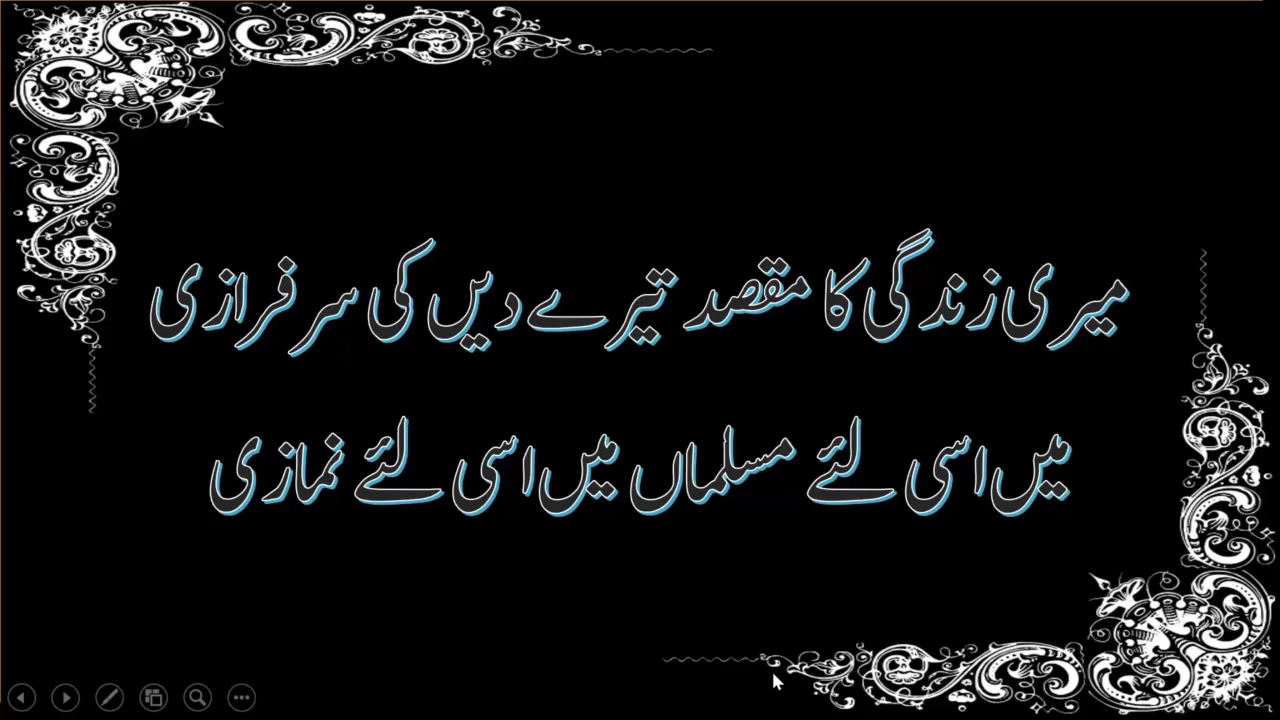 میری زندگی کا مقصد تیرے دیں کی سرفرازی
میں اسی لئے مسلماں میں اسی لئے نمازی